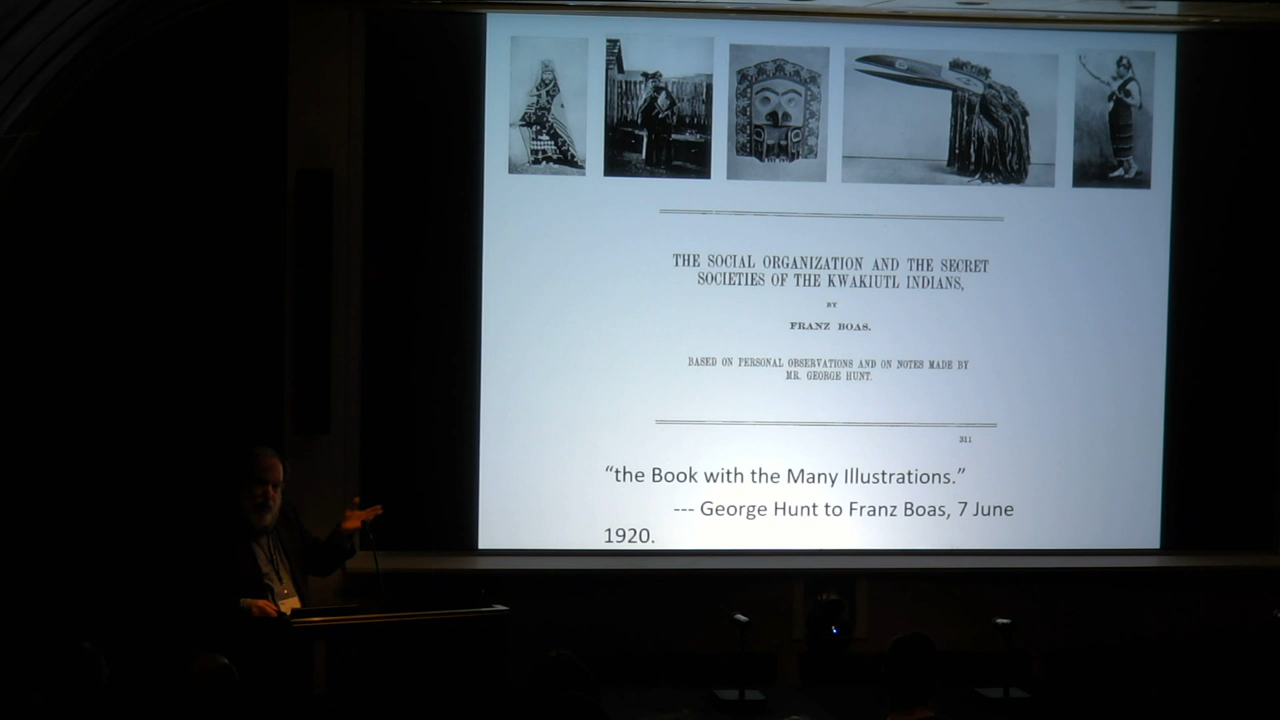 THE SOCIAL ORGANIZATION AND THE SECRET
SOCIETIES OF THE KWAKIUTL INDIANS,
BY
FRANZ BOAS.
BASED ON PERSONAL OBSERVATIONS AND ON NOTES MADE BY
MR. GEORGE HUNT.
311
“the Book with the Many Illustrations.”
--- George Hunt to Franz Boas, 7 June
1920.